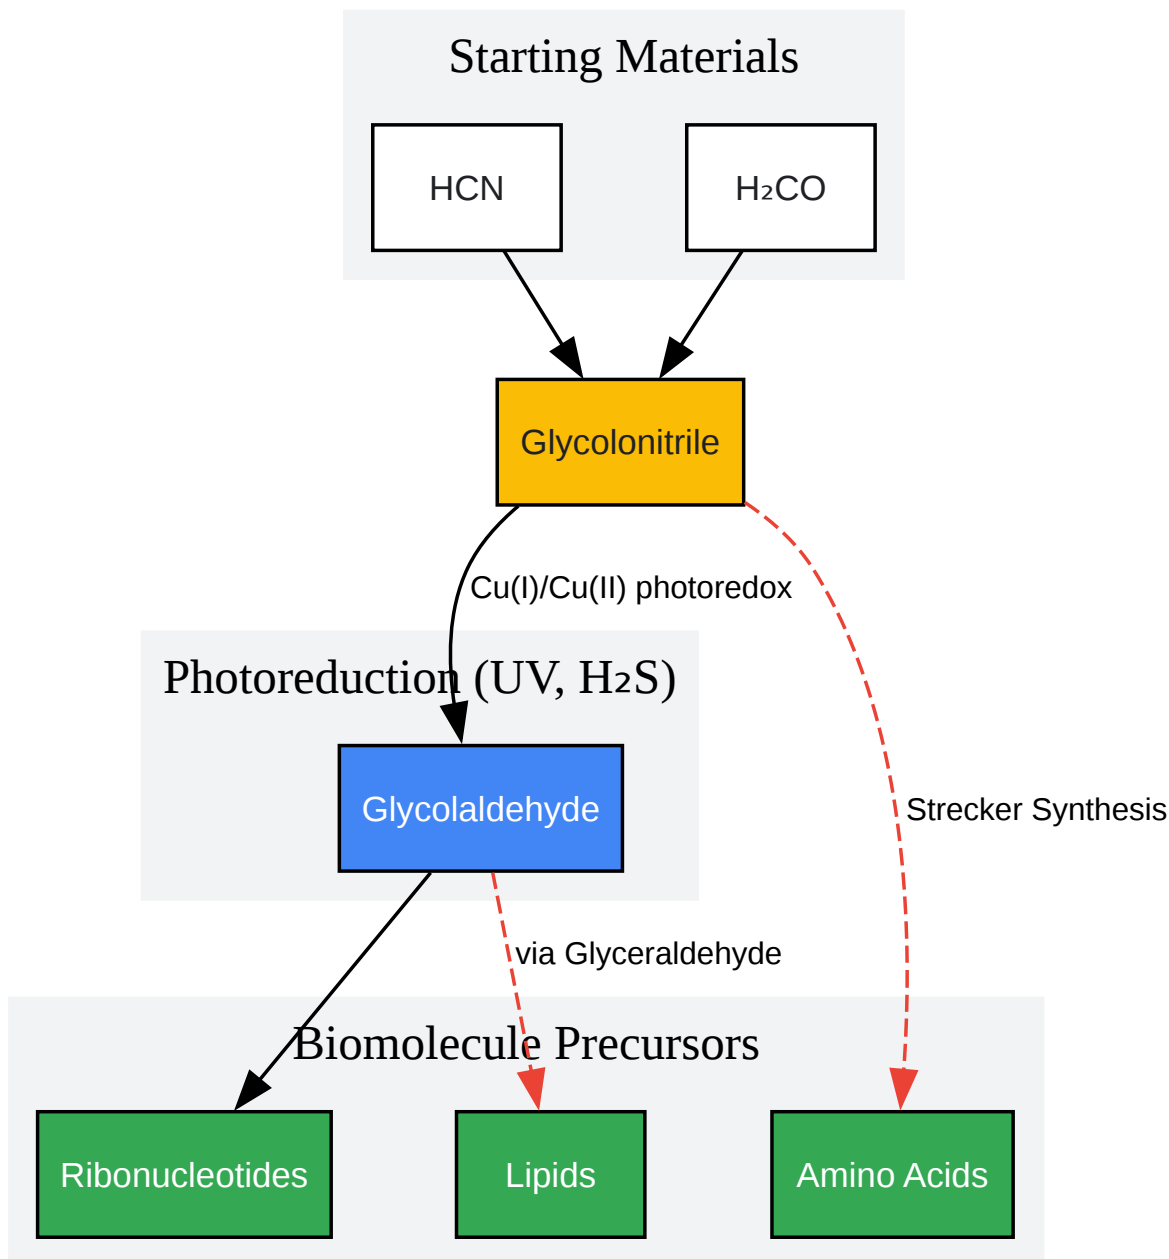 Starting Materials
HCN
H₂CO
Glycolonitrile
Cu(I)/Cu(II) photoredox
Photoreduction (UV, H₂S)
Glycolaldehyde
Strecker Synthesis
via Glyceraldehyde
Biomolecule Precursors
Ribonucleotides
Lipids
Amino Acids